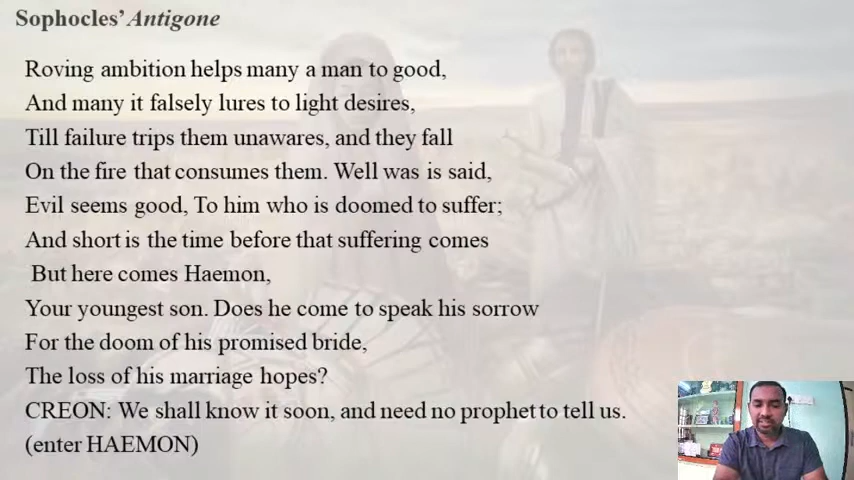 Sophocles’ Antigone
Roving ambition helps many a man to good,
And many it falsely lures to light desires,
Till failure trips them unawares, and they fall
On the fire that consumes them. Well was is said,
Evil seems good, To him who is doomed to suffer;
And short is the time before that suffering comes
But here comes Haemon,
Your youngest son. Does he come to speak his sorrow
For the doom of his promised bride,
The loss of his marriage hopes?
CREON: We shall know it soon, and need no prophet to tell us.
(enter HAEMON)